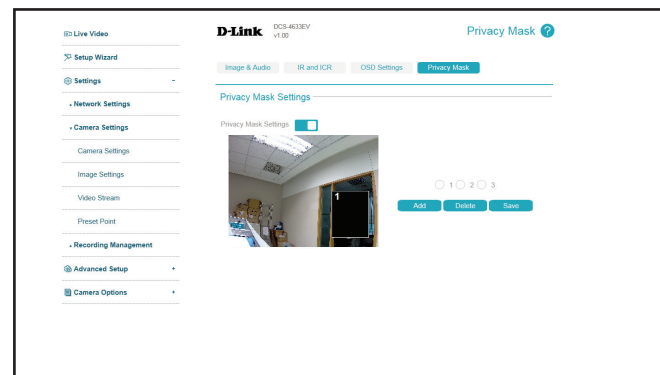 Live Video
Setup Wizard
Settings -
Network Settings
Camera Settings
Camera Settings
Image Settings
Video Stream
Preset Point
Recording Management
Advanced Setup +
Camera Options +
D-Link DCS-4633EV
v1.00
Privacy Mask ?
Image & Audio IR and ICR OSD Settings Privacy Mask
Privacy Mask Settings
Privacy Mask Settings
1
1 2 3
Add Delete Save